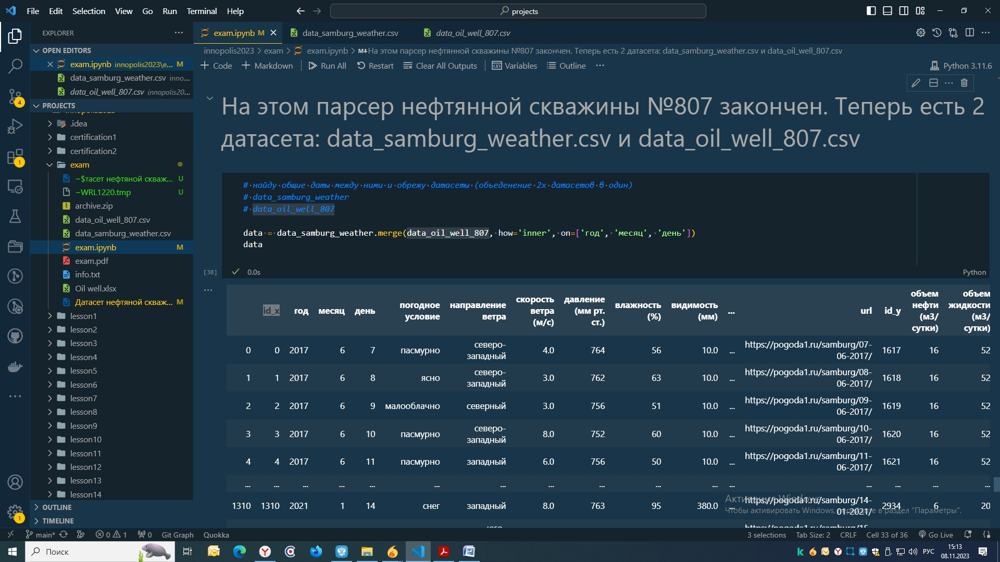 File Edit Selection View Go Run Terminal Help
projects
EXPLORER
exam.ipynb M
data_samburg_weather.csv
data_oil_well_807.csv
OPEN EDITORS
exam.ipynb innopolis2023\e... M
data_samburg_weather.csv inno...
data_oil_well_807.csv innopolis20...
PROJECTS
.idea
certification1
certification2
exam
~$тасет нефтяной скваж... U
~WRL1220.tmp U
archive.zip
data_oil_well_807.csv
data_samburg_weather.csv
exam.ipynb M
exam.pdf
info.txt
Oil well.xlsx
Датасет нефтяной скваж... M
lesson1
lesson2
lesson3
lesson4
lesson5
lesson6
lesson7
lesson8
lesson9
lesson10
lesson11
lesson12
lesson13
lesson14
OUTLINE
TIMELINE
4
1
1
innopolis2023 > exam > exam.ipynb > M↓На этом парсер нефтянной скважины №807 закончен. Теперь есть 2 датасета: data_samburg_weather.csv и data_oil_well_807.csv
+ Code + Markdown Run All Restart Clear All Outputs Variables Outline ...
Python 3.11.6
На этом парсер нефтянной скважины №807 закончен. Теперь есть 2
датасета: data_samburg_weather.csv и data_oil_well_807.csv
# найду общие даты между ними и обрежу датасеты (объеденение 2х датасетов в один)
# data_samburg_weather
# data_oil_well_807
data = data_samburg_weather.merge(data_oil_well_807, how='inner', on=['год', 'месяц', 'день'])
data
[38] 0.0s Python
id_x год месяц день погодное условие направление ветра скорость ветра (м/с) давление (мм рт. ст.) влажность (%) видимость (мм) ... url id_y объем нефти (м3/сутки) объем жидкости (м3/сутки)
0 0 2017 6 7 пасмурно северо-западный 4.0 764 56 10.0 ... https://pogoda1.ru/samburg/07-06-2017/ 1617 16 52
1 1 2017 6 8 ясно северо-западный 3.0 762 63 10.0 ... https://pogoda1.ru/samburg/08-06-2017/ 1618 16 52
2 2 2017 6 9 малооблачно северный 3.0 756 51 10.0 ... https://pogoda1.ru/samburg/09-06-2017/ 1619 16 52
3 3 2017 6 10 пасмурно северо-западный 8.0 752 60 10.0 ... https://pogoda1.ru/samburg/10-06-2017/ 1620 16 52
4 4 2017 6 11 пасмурно западный 6.0 756 50 10.0 ... https://pogoda1.ru/samburg/11-06-2017/ 1621 16 52
... ... ... ... ... ... ... ... ... ... ... ... ... ... ... ...
1310 1310 2021 1 14 снег западный 8.0 763 95 380.0 ... https://pogoda1.ru/samburg/14-01-2021/ 2934 6 20
Активация Windows
Чтобы активировать Windows, перейдите в раздел "Параметры".
main* 0 1 0 Git Graph Quokka
3 selections Tab Size: 2 CRLF Cell 33 of 36 Go Live
Поиск
РУС
15:13
08.11.2023